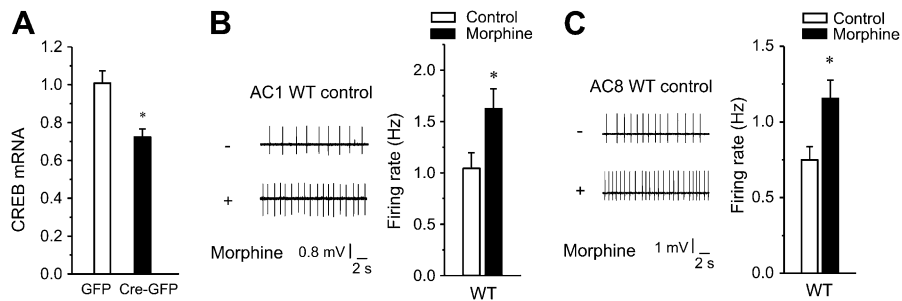 A
CREB mRNA
1.2
1.0
0.8
0.6
0.4
0.2
0.0
*
GFP Cre-GFP
B
Control
Morphine
AC1 WT control
-
+
Morphine 0.8 mV
2 s
Firing rate (Hz)
2.0
1.5
1.0
0.5
0.0
*
WT
C
Control
Morphine
AC8 WT control
-
+
Morphine 1 mV
2 s
Firing rate (Hz)
1.5
1.0
0.5
0.0
*
WT